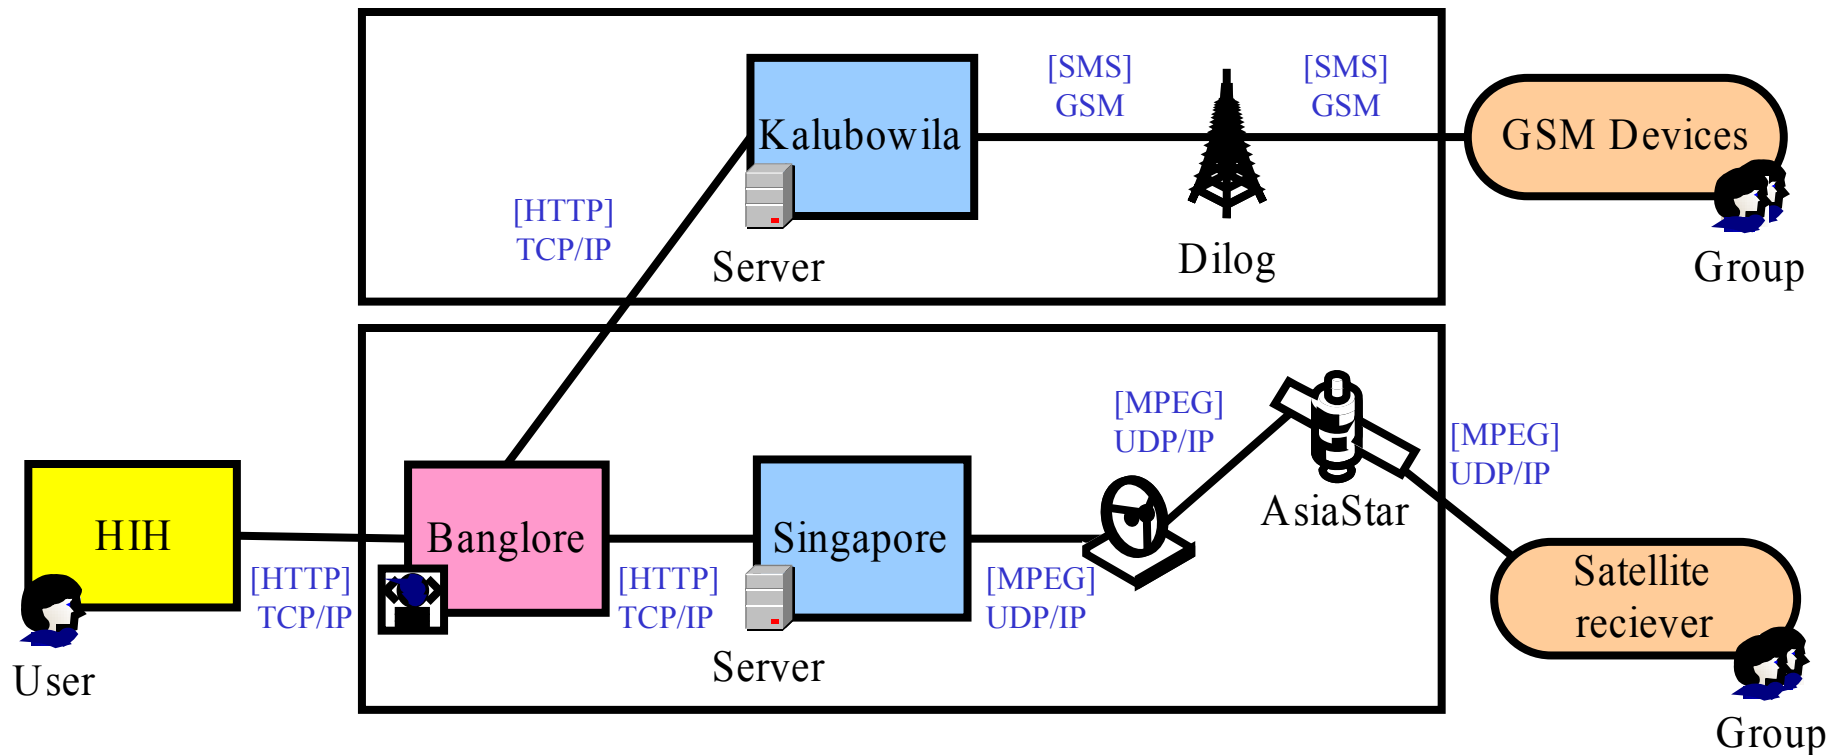 [SMS]
GSM
[SMS]
GSM
Kalubowila
GSM Devices
[HTTP]
TCP/IP
Server
Dilog
Group
[MPEG]
UDP/IP
[MPEG]
UDP/IP
AsiaStar
HIH
Banglore
Singapore
[HTTP]
TCP/IP
[HTTP]
TCP/IP
[MPEG]
UDP/IP
Satellite
reciever
User
Server
Group